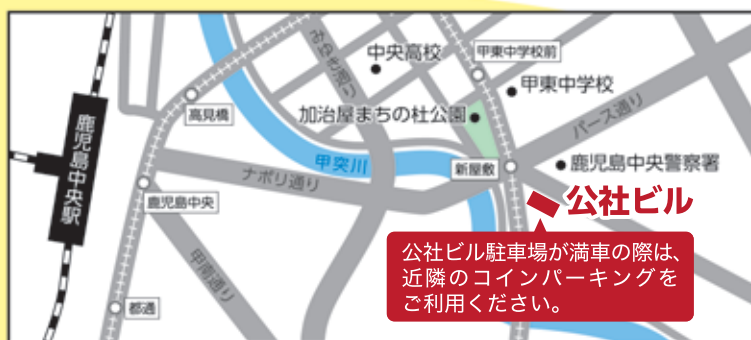 みゆき通り
中央高校
甲東中学校前
甲東中学校
高見橋
加治屋まちの杜公園
パース通り
鹿児島中央駅
甲突川
新屋敷
鹿児島中央警察署
ナポリ通り
鹿児島中央
公社ビル
甲南通り
公社ビル駐車場が満車の際は、
近隣のコインパーキングを
ご利用ください。
都通